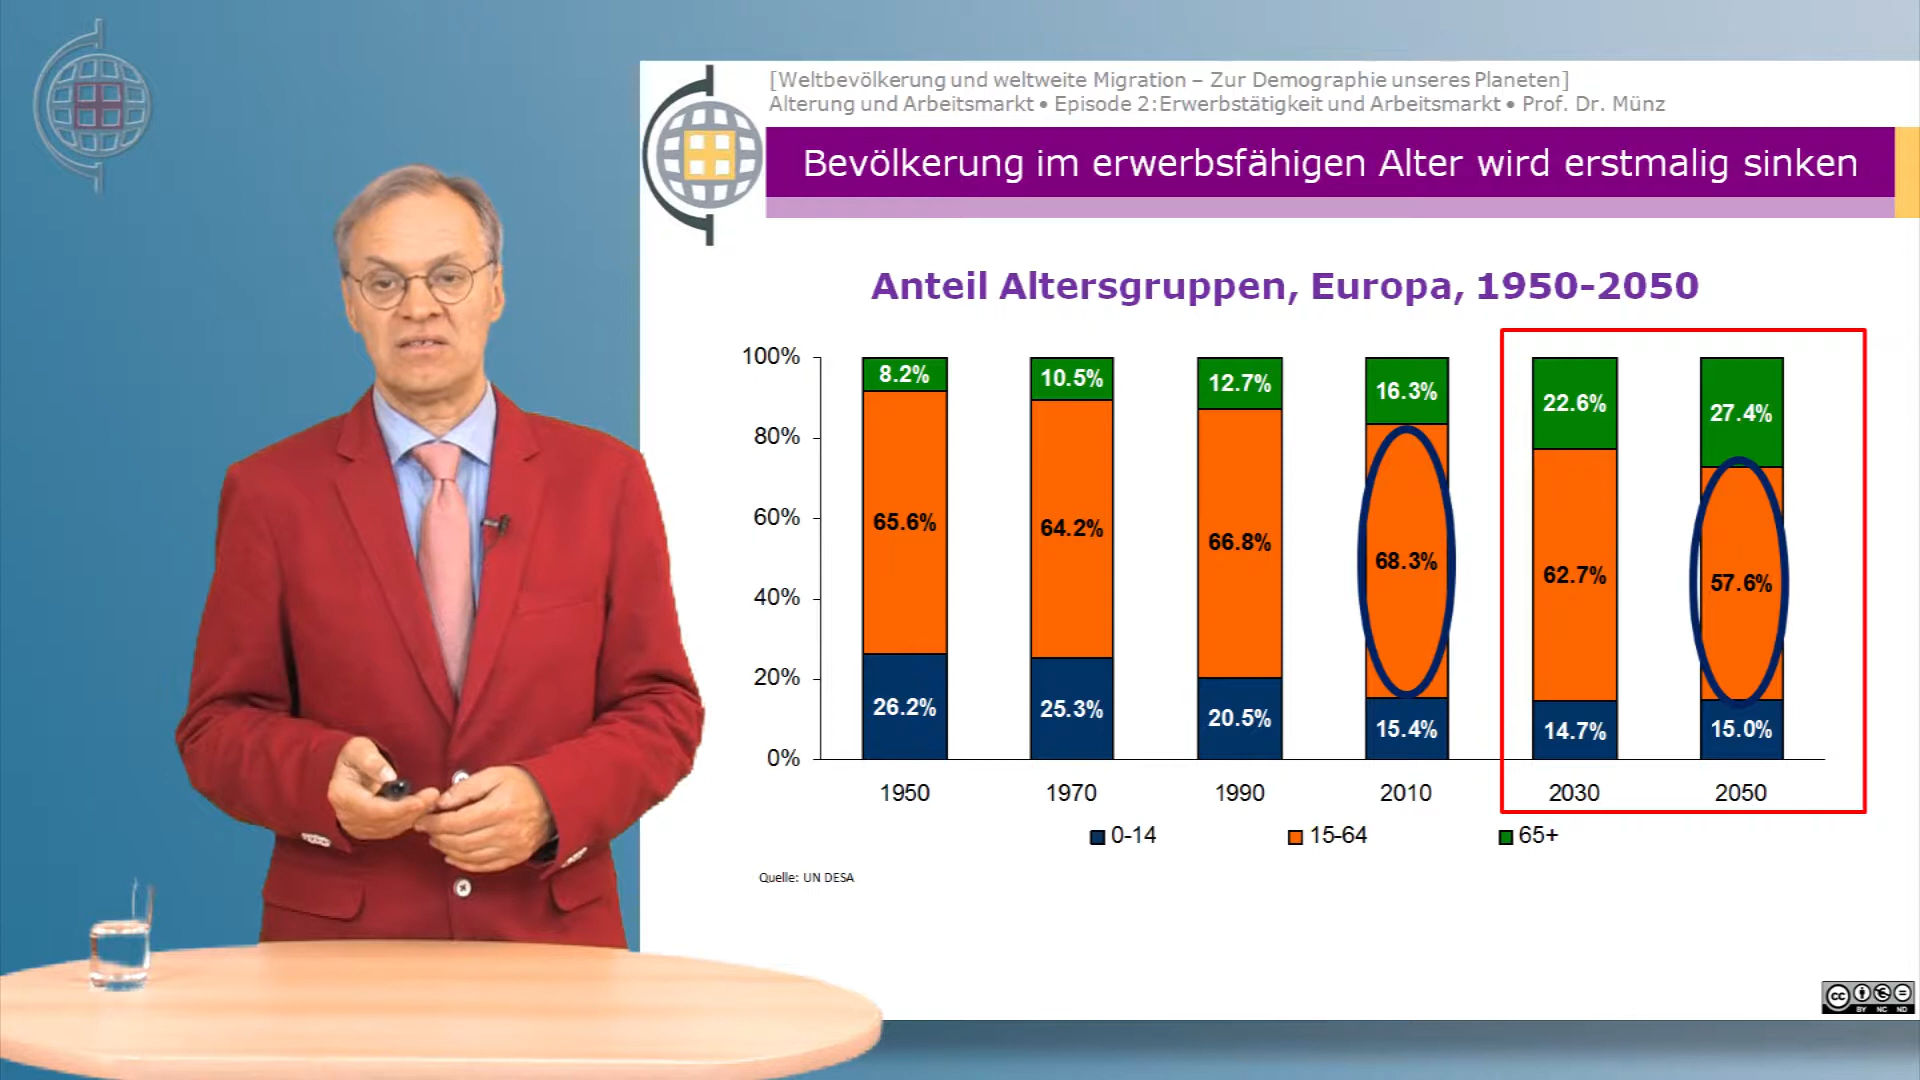 [Weltbevölkerung und weltweite Migration – Zur Demographie unseres Planeten]
Alterung und Arbeitsmarkt • Episode 2:Erwerbstätigkeit und Arbeitsmarkt • Prof. Dr. Münz
Bevölkerung im erwerbsfähigen Alter wird erstmalig sinken
Anteil Altersgruppen, Europa, 1950-2050
100%
80%
60%
40%
20%
0%
8.2% 10.5% 12.7% 16.3% 22.6% 27.4%
65.6% 64.2% 66.8% 68.3% 62.7% 57.6%
26.2% 25.3% 20.5% 15.4% 14.7% 15.0%
1950 1970 1990 2010 2030 2050
0-14 15-64 65+
Quelle: UN DESA
cc
BY NC ND